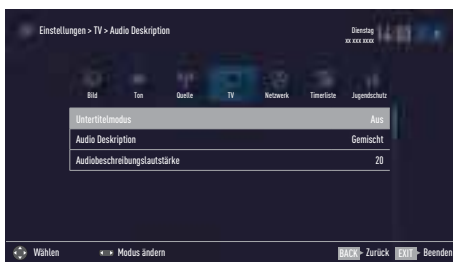 Einstellungen > TV > Audio Deskription
Dienstag
xx xxx xxxx
Bild Ton Quelle TV Netzwerk Timerliste Jugendschutz
Untertitelmodus Aus
Audio Deskription Gemischt
Audiobeschreibungslautstärke 20
Wählen Modus ändern BACK Zurück EXIT Beenden